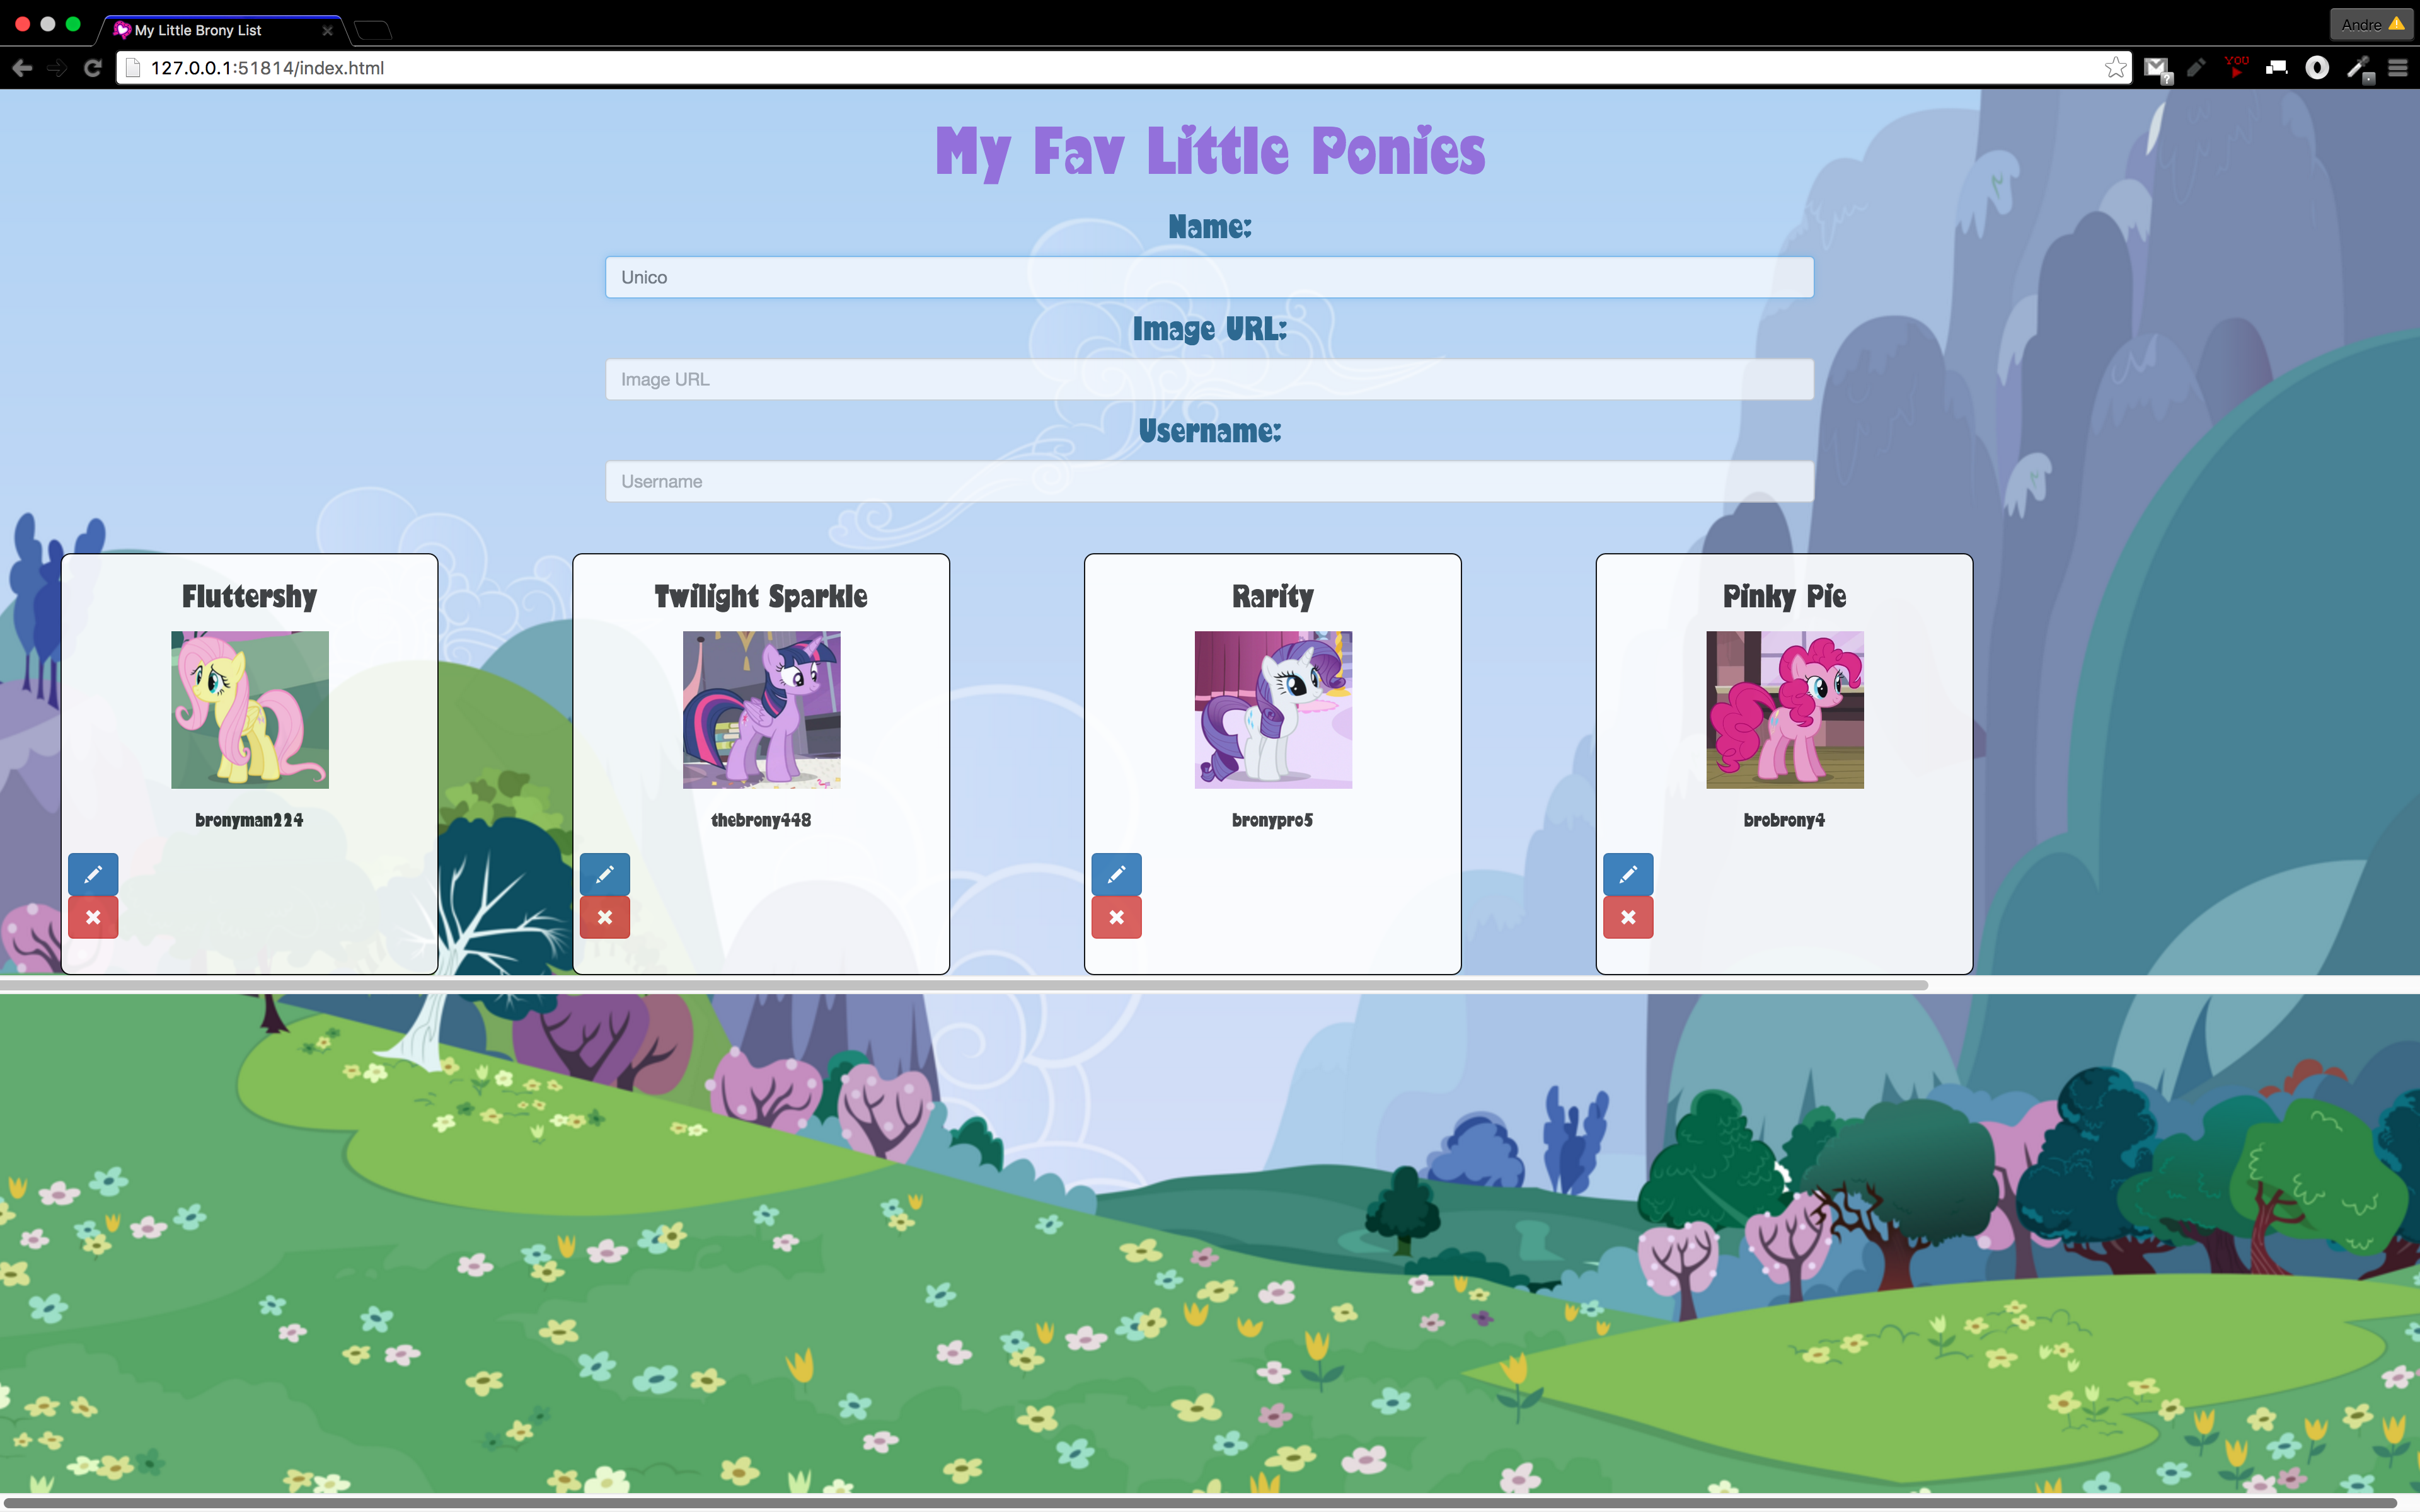 My Little Brony List
Andre
127.0.0.1:51814/index.html
YOU
My Fav Little Ponies
Name:
Unico
Image URL:
Image URL
Username:
Username
Fluttershy
Twilight Sparkle
Rarity
Pinky Pie
bronyman224
thebrony448
bronypro5
brobrony4